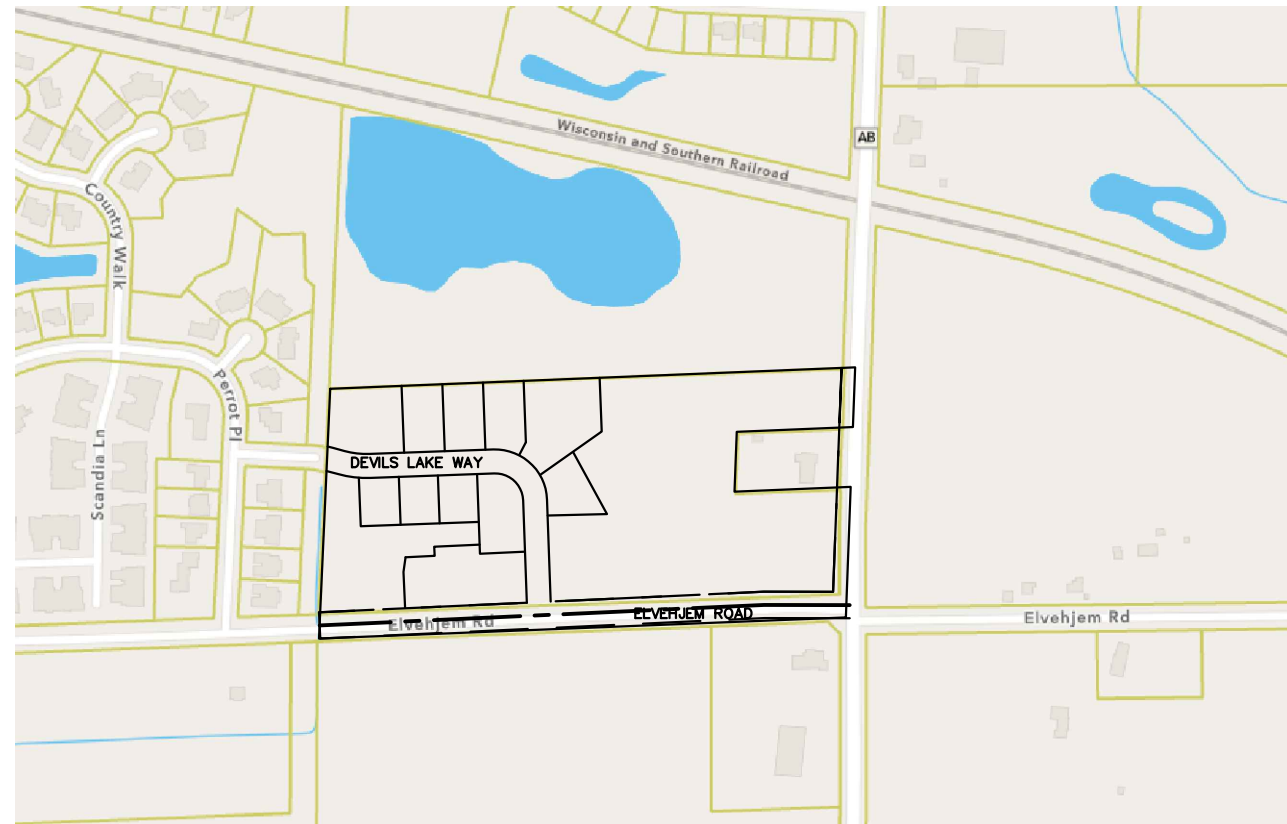 Wisconsin and Southern Railroad
AB
Country Walk
Perrot Pl
Scandia Ln
DEVILS LAKE WAY
ELVEHJEM ROAD
Elvehjem Rd
Elvehjem Rd